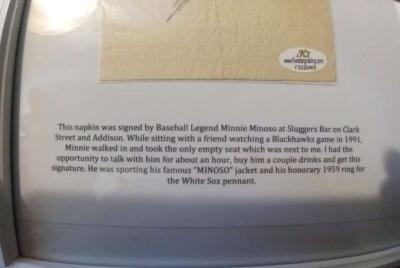 www.fivestargrading.com
FS220405
This napkin was signed by Baseball Legend Minnie Minoso at Sluggers Bar on Clark
Street and Addison. While sitting with a friend watching a Blackhawks game in 1991,
Minnie walked in and took the only empty seat which was next to me. I had the
opportunity to talk with him for about an hour, buy him a couple drinks and get this
signature. He was sporting his famous "MINOSO" jacket and his honorary 1959 ring for
the White Sox pennant.